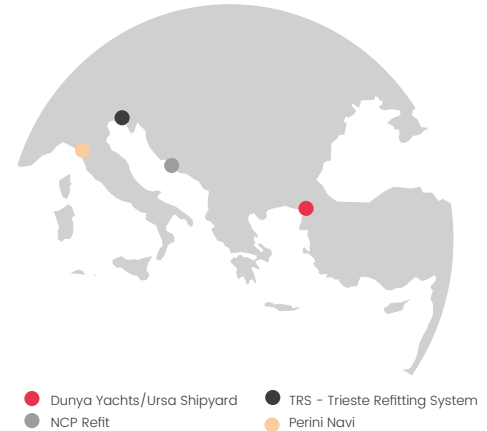 Dunya Yachts/Ursa Shipyard
TRS - Trieste Refitting System
NCP Refit
Perini Navi